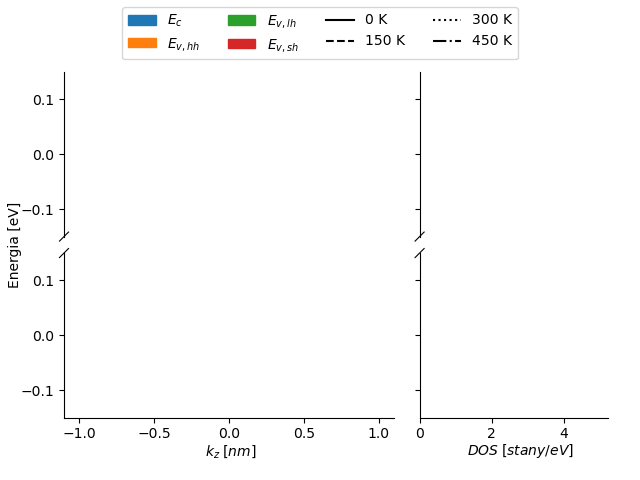 E_c E_{v,lh} 0 K 300 K
E_{v,hh} E_{v,sh} 150 K 450 K
0.1
0.0
−0.1
Energia [eV]
0.1
0.0
−0.1
−1.0 −0.5 0.0 0.5 1.0 0 2 4
k_z [nm] DOS [stany/eV]